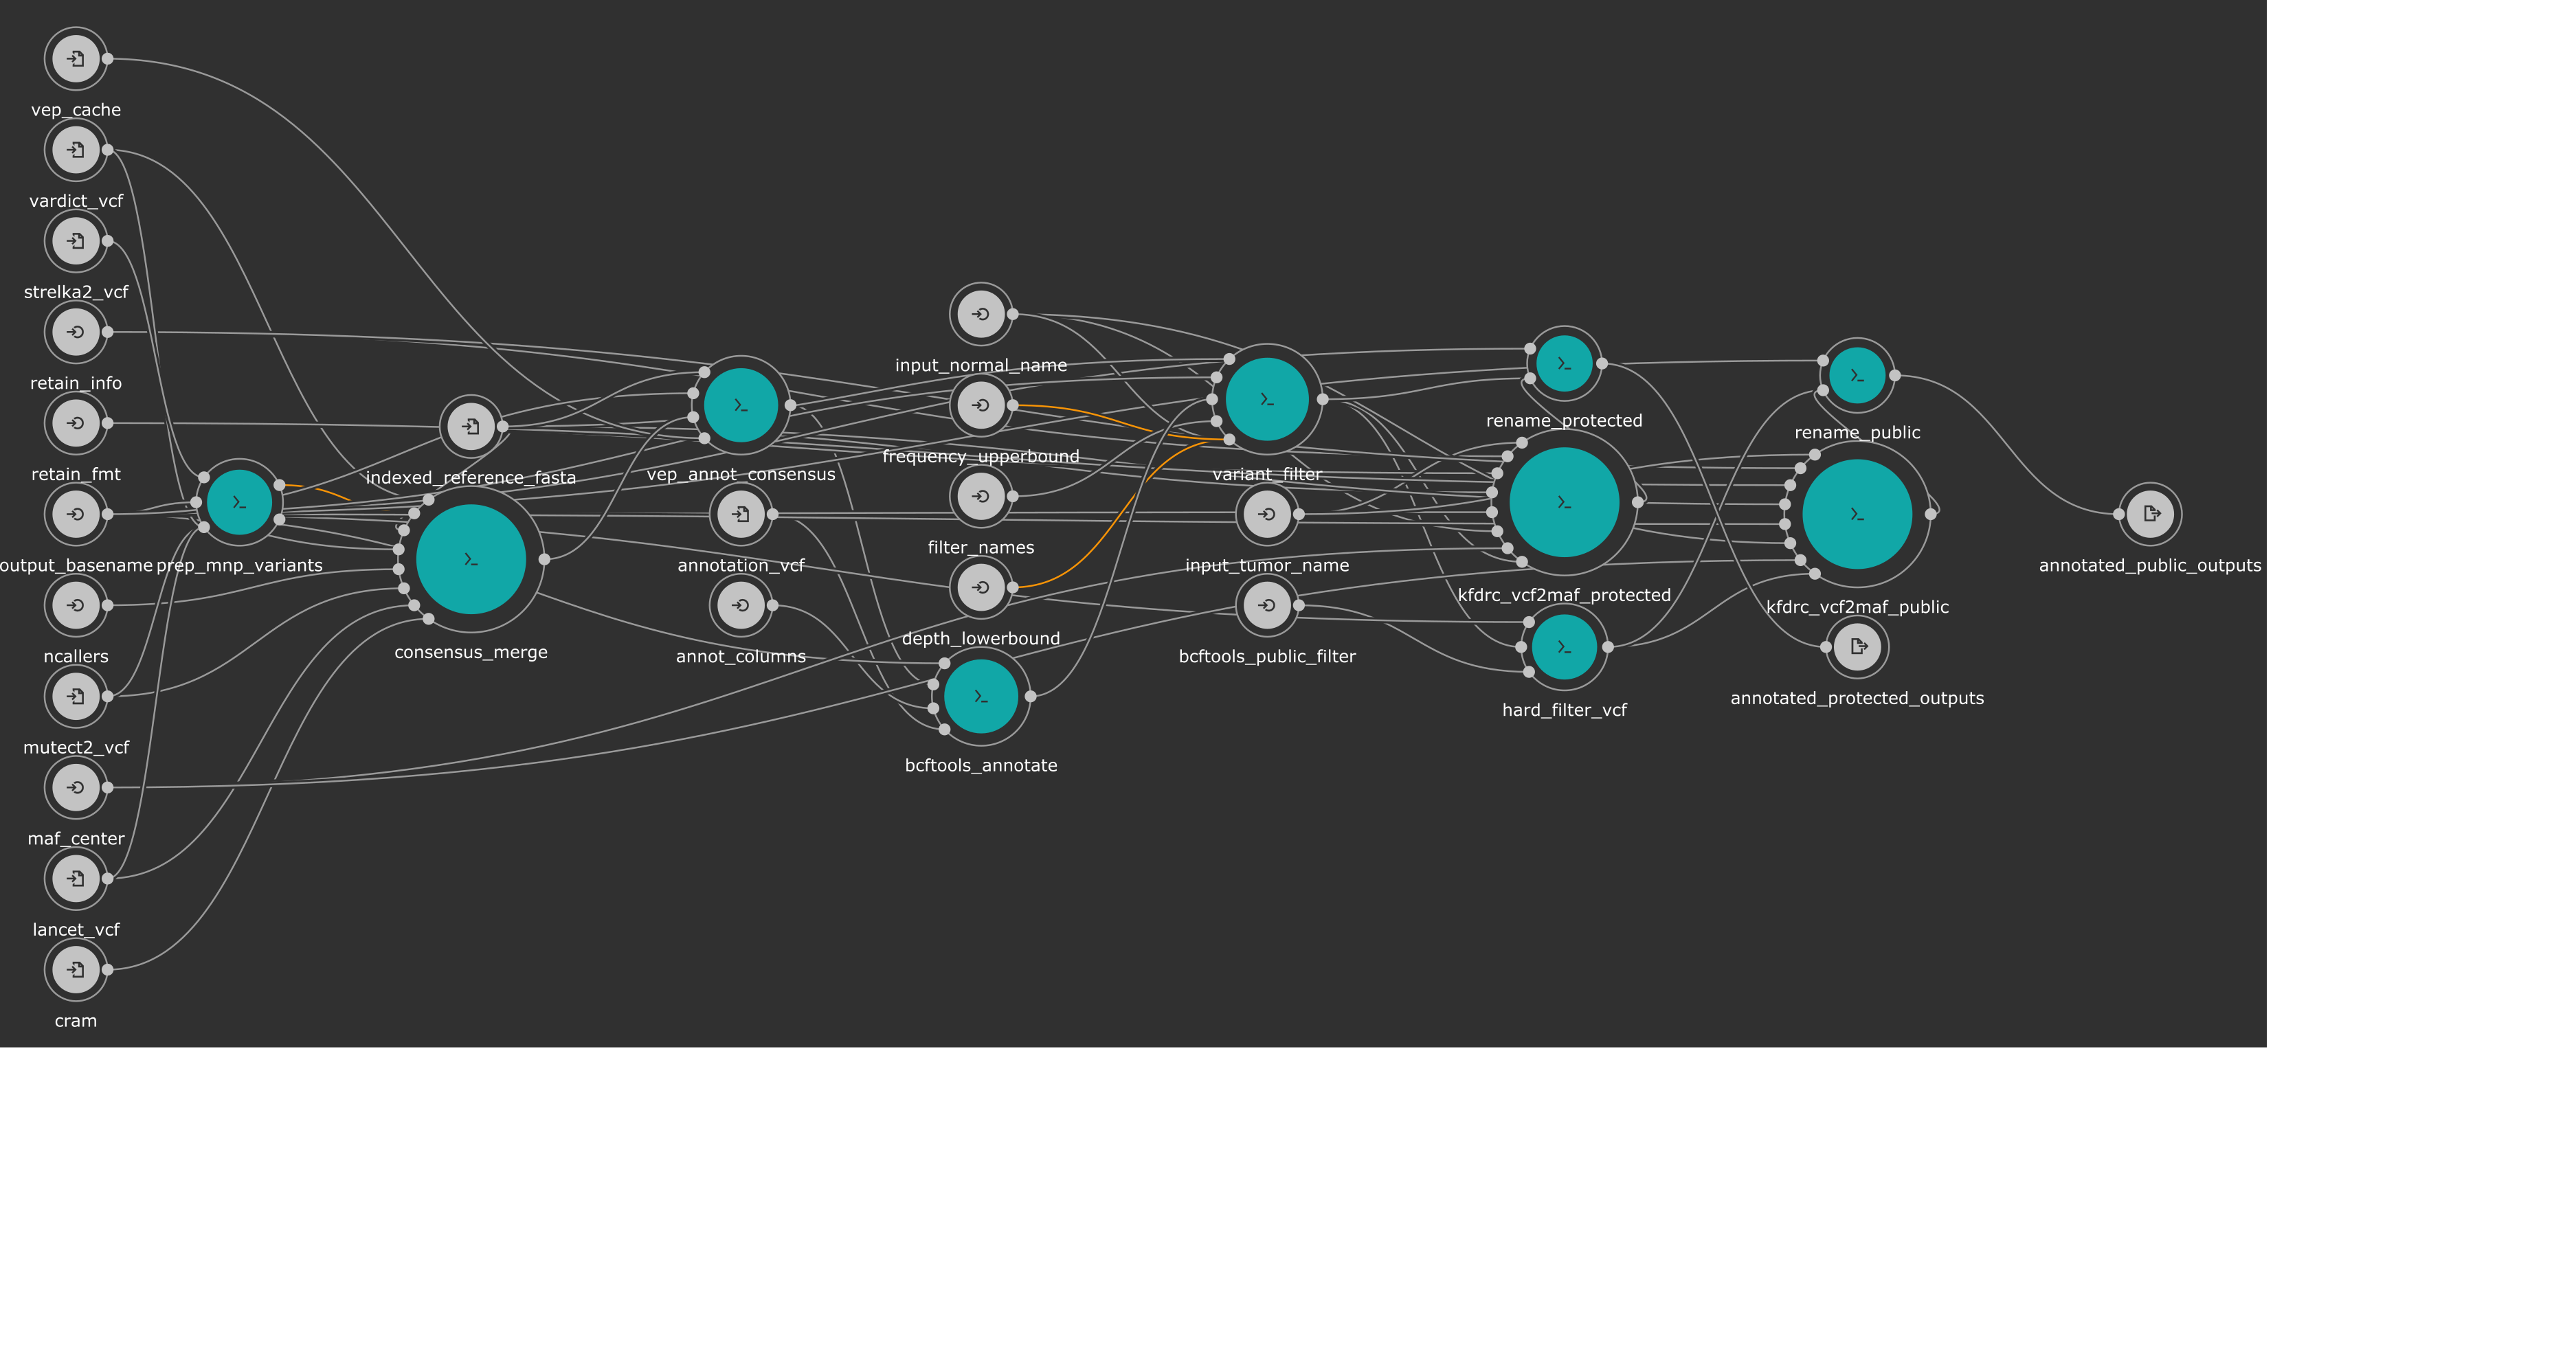 vep_cache
vardict_vcf
strelka2_vcf
retain_info
retain_fmt
output_basename
ncallers
mutect2_vcf
maf_center
lancet_vcf
cram
prep_mnp_variants
indexed_reference_fasta
consensus_merge
vep_annot_consensus
annotation_vcf
annot_columns
input_normal_name
frequency_upperbound
filter_names
depth_lowerbound
bcftools_annotate
variant_filter
input_tumor_name
bcftools_public_filter
rename_protected
kfdrc_vcf2maf_protected
hard_filter_vcf
rename_public
kfdrc_vcf2maf_public
annotated_protected_outputs
annotated_public_outputs